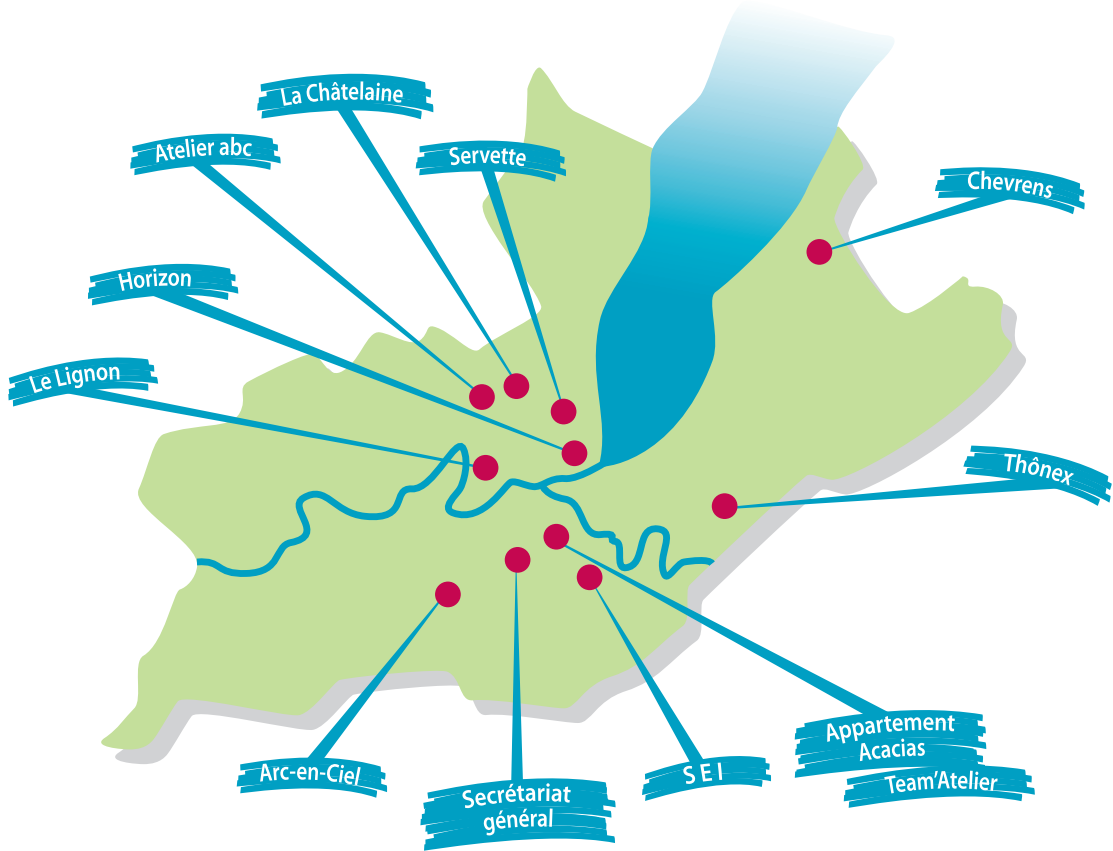 La Châtelaine
Atelier abc
Servette
Chevrens
Horizon
Le Lignon
Thônex
Appartement
Acacias
Team'Atelier
Arc-en-Ciel
Secrétariat
général
S E I